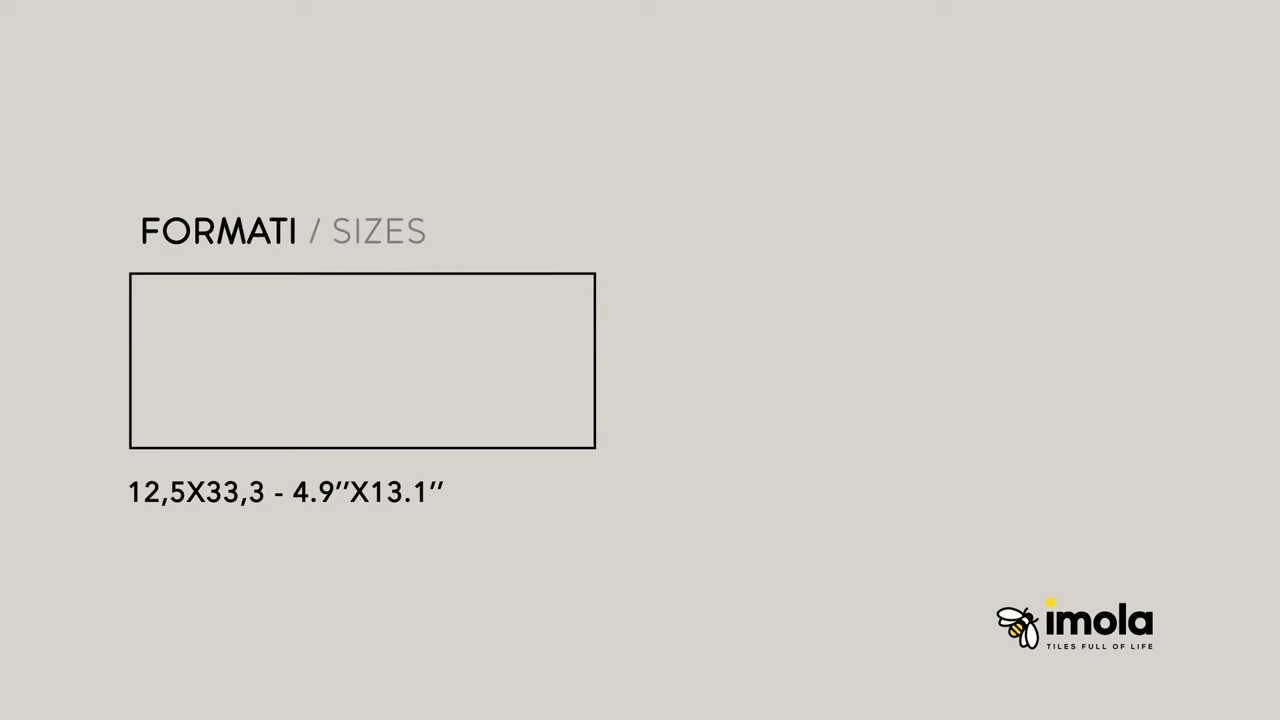 FORMATI / SIZES
12,5X33,3 - 4.9’’X13.1’’
imola
TILES FULL OF LIFE